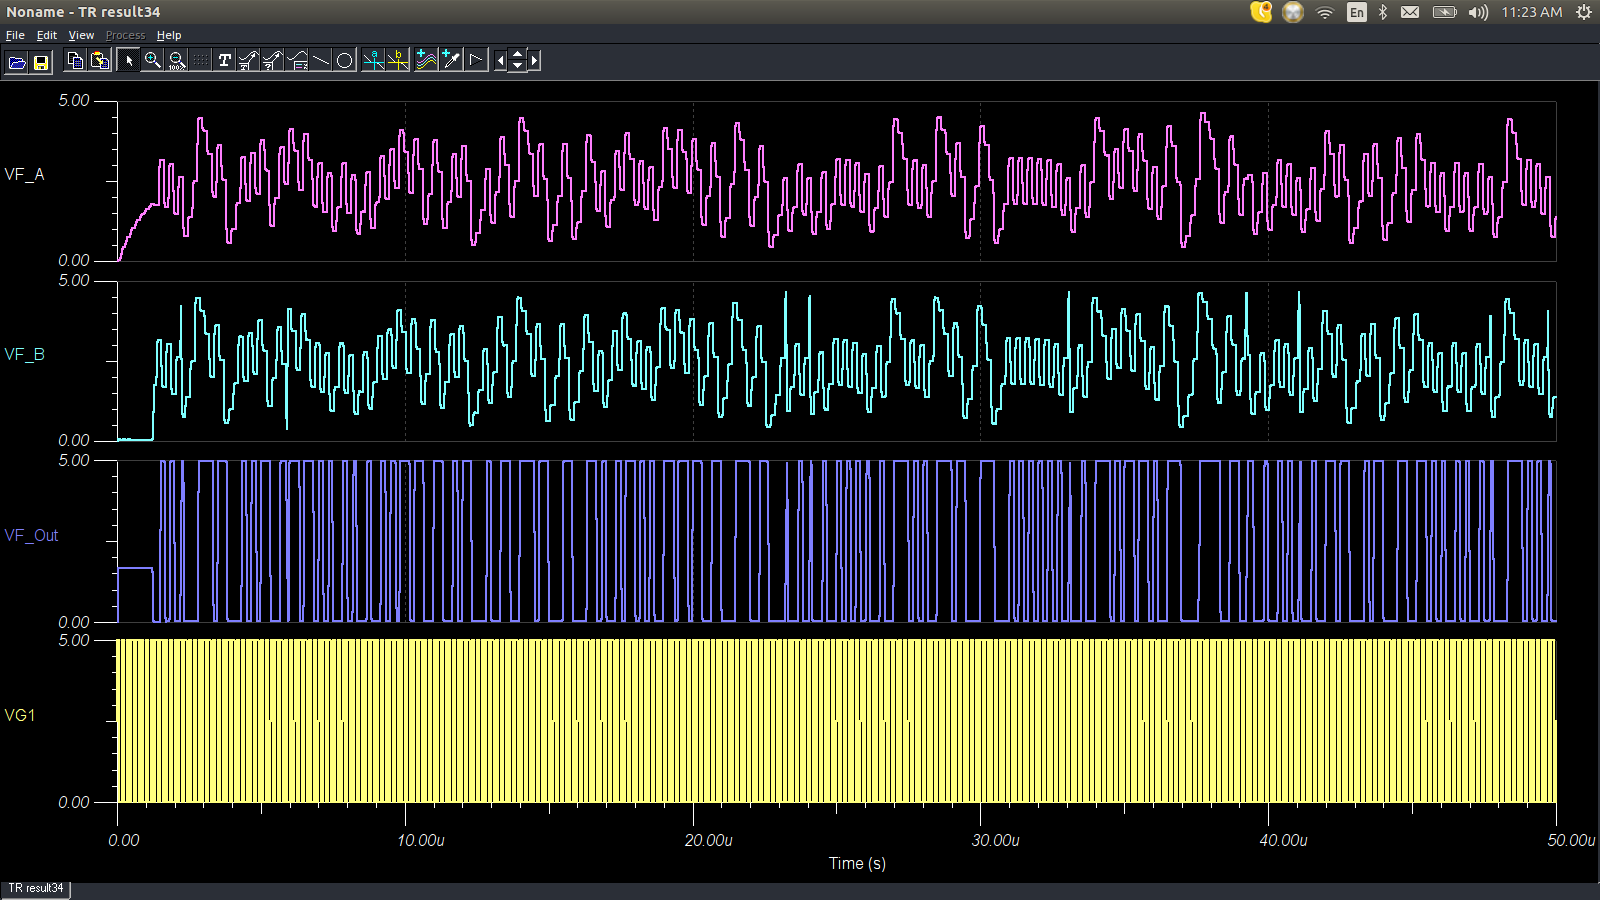 Noname - TR result34
En
11:23 AM
File Edit View Process Help
T
100%
a
b
5.00
VF_A
0.00
5.00
VF_B
0.00
5.00
VF_Out
0.00
5.00
VG1
0.00
0.00 10.00u 20.00u 30.00u 40.00u 50.00u
Time (s)
TR result34